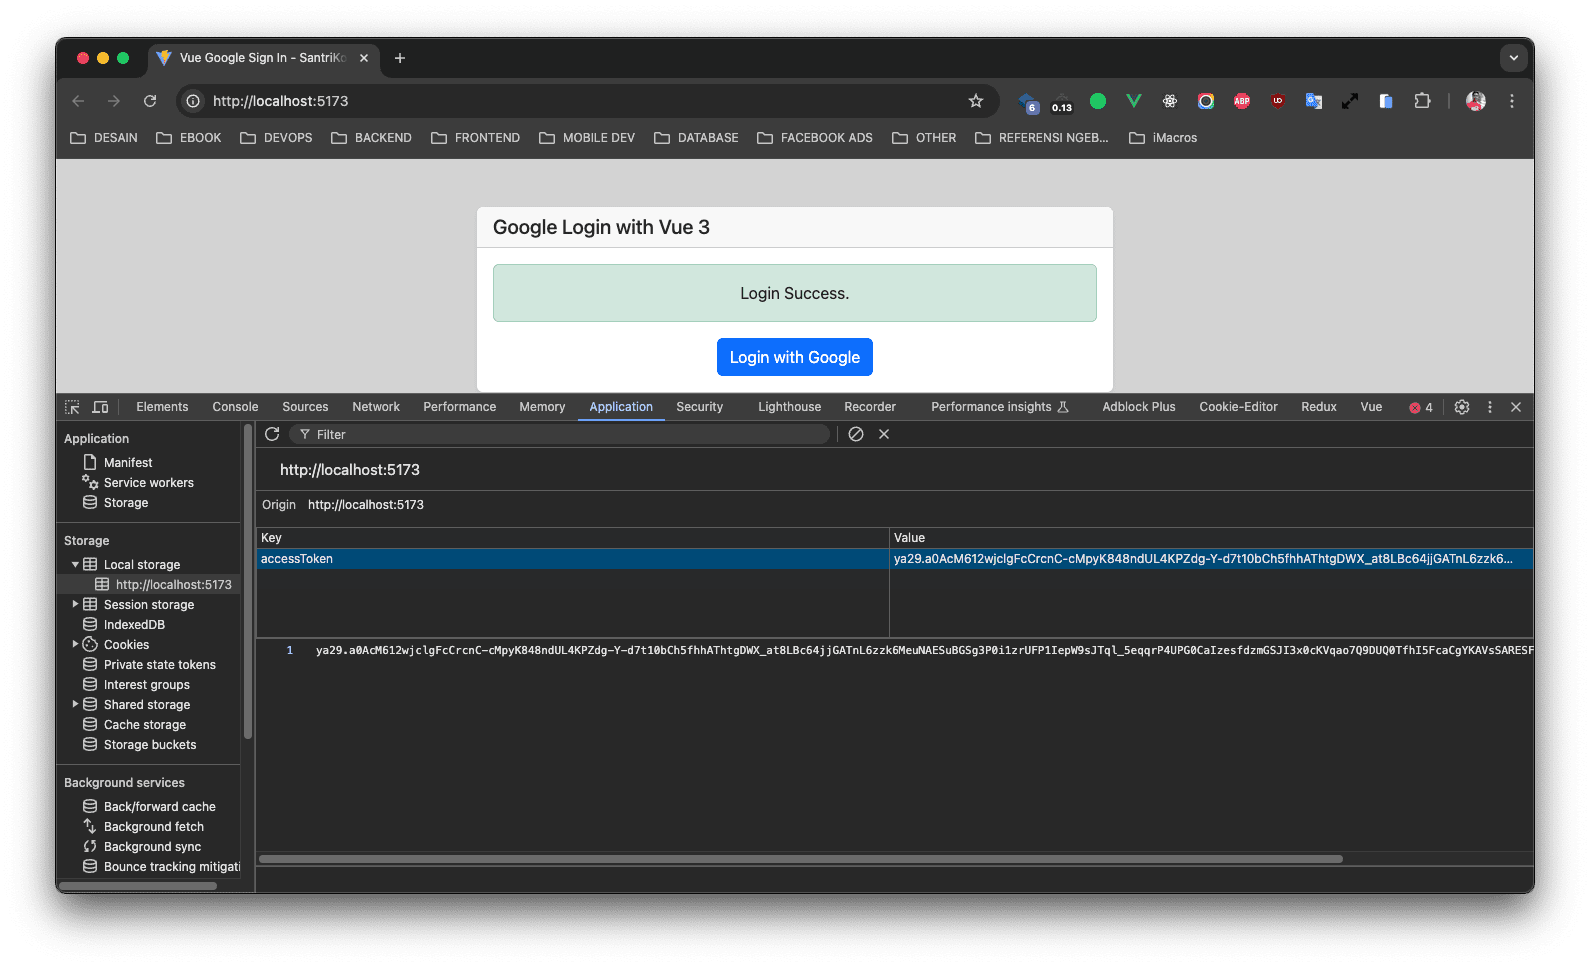 Vue Google Sign In - SantriKo
http://localhost:5173
6
0.13
ABP
UD
DESAIN
EBOOK
DEVOPS
BACKEND
FRONTEND
MOBILE DEV
DATABASE
FACEBOOK ADS
OTHER
REFERENSI NGEB...
iMacros
Google Login with Vue 3
Login Success.
Login with Google
Elements
Console
Sources
Network
Performance
Memory
Application
Security
Lighthouse
Recorder
Performance insights
Adblock Plus
Cookie-Editor
Redux
Vue
4
Application
Manifest
Service workers
Storage
Storage
Local storage
http://localhost:5173
Session storage
IndexedDB
Cookies
Private state tokens
Interest groups
Shared storage
Cache storage
Storage buckets
Background services
Back/forward cache
Background fetch
Background sync
Bounce tracking mitigati
Filter
http://localhost:5173
Origin http://localhost:5173
Key Value
accessToken ya29.a0AcM612wjclgFcCrcnC-cMpyK848ndUL4KPZdg-Y-d7t10bCh5fhhAThtgDWX_at8LBc64jjGATnL6zzk6...
1 ya29.a0AcM612wjclgFcCrcnC-cMpyK848ndUL4KPZdg-Y-d7t10bCh5fhhAThtgDWX_at8LBc64jjGATnL6zzk6MeuNAESuBGSg3P0i1zrUFP1IepW9sJTql_5eqqrP4UPG0CaIzesfdzmGSJI3x0cKVqao7Q9DUQ0TfhI5FcaCgYKAVsSARESF